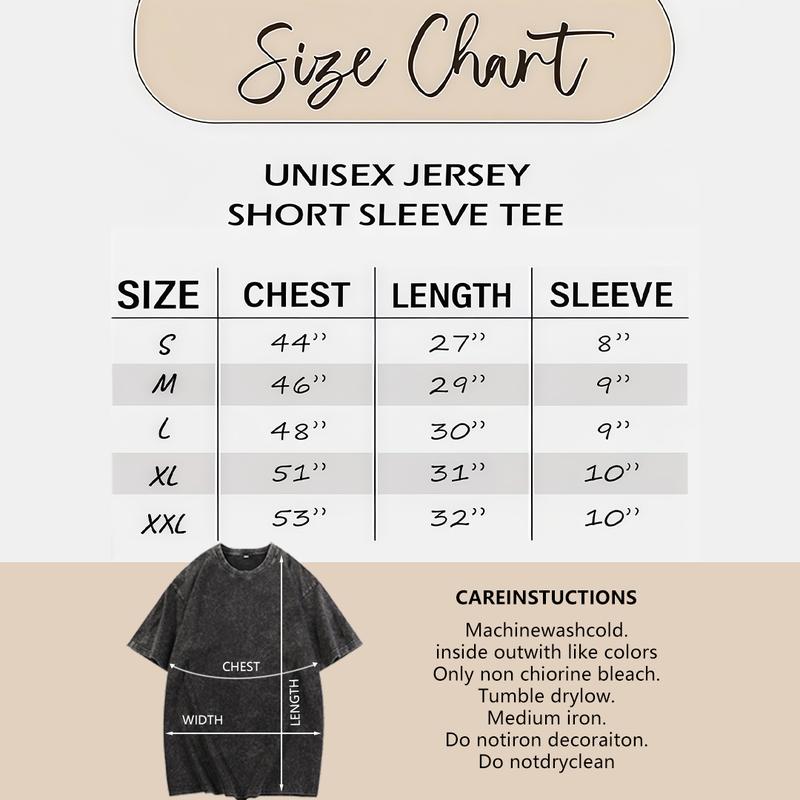 Size Chart
UNISEX JERSEY
SHORT SLEEVE TEE
SIZE CHEST LENGTH SLEEVE
S 44’’ 27’’ 8’’
M 46’’ 29’’ 9’’
L 48’’ 30’’ 9’’
XL 51’’ 31’’ 10’’
XXL 53’’ 32’’ 10’’
CHEST
WIDTH
LENGTH
CAREINSTUCTIONS
Machinewashcold.
inside outwith like colors
Only non chiorine bleach.
Tumble drylow.
Medium iron.
Do notiron decoraiton.
Do notdryclean